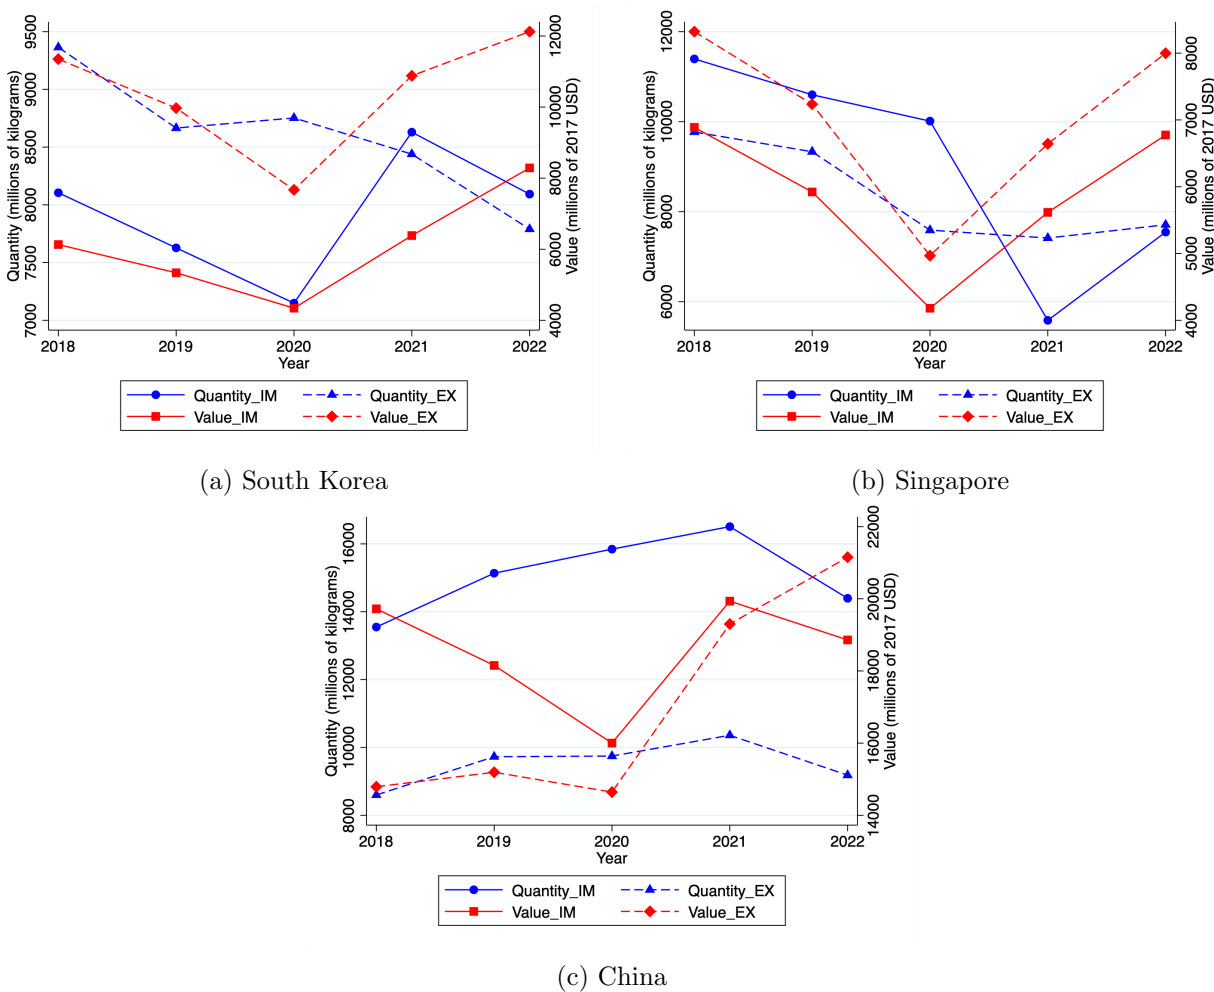 Quantity (millions of kilograms)
7000 7500 8000 8500 9000 9500
4000 6000 8000 10000 12000
Value (millions of 2017 USD)
2018 2019 2020 2021 2022
Year
Quantity_IM Quantity_EX
Value_IM Value_EX
(a) South Korea
Quantity (millions of kilograms)
6000 8000 10000 12000
4000 5000 6000 7000 8000
Value (millions of 2017 USD)
2018 2019 2020 2021 2022
Year
Quantity_IM Quantity_EX
Value_IM Value_EX
(b) Singapore
Quantity (millions of kilograms)
8000 10000 12000 14000 16000
14000 16000 18000 20000 22000
Value (millions of 2017 USD)
2018 2019 2020 2021 2022
Year
Quantity_IM Quantity_EX
Value_IM Value_EX
(c) China